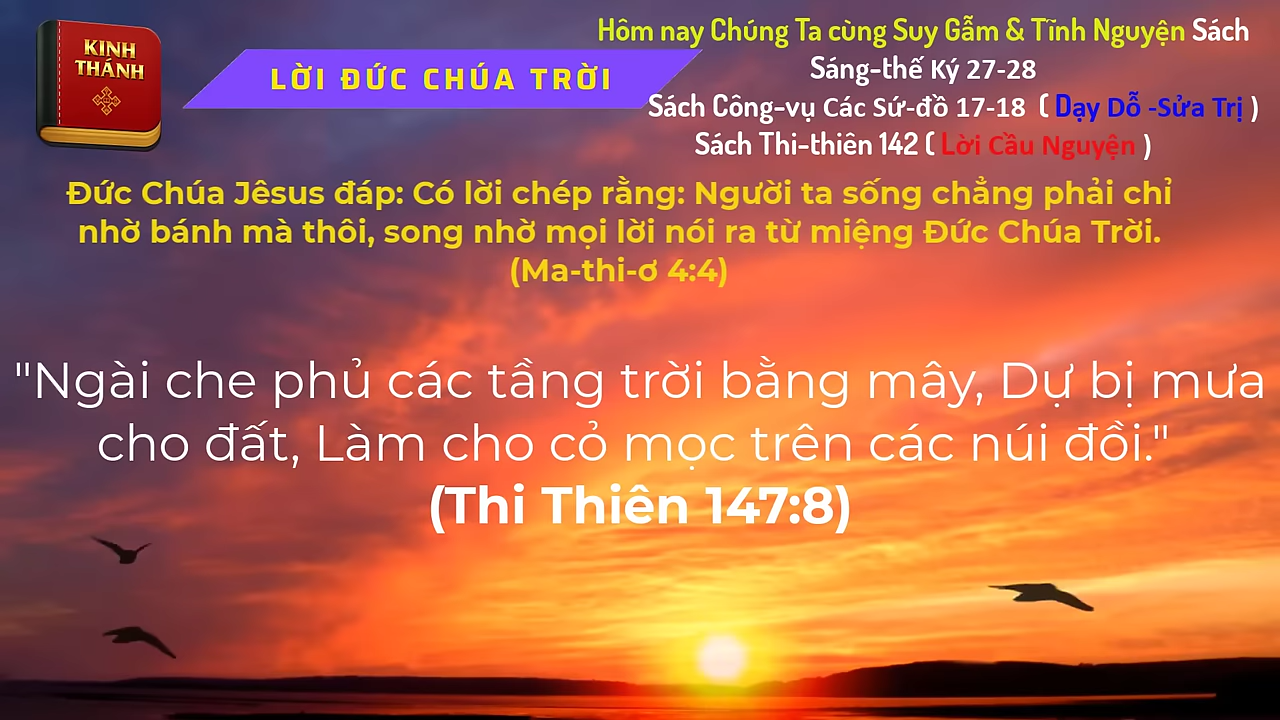 KINH
THÁNH
LỜI ĐỨC CHÚA TRỜI
Hôm nay Chúng Ta cùng Suy Gẫm & Tĩnh Nguyện Sách
Sáng-thế Ký 27-28
Sách Công-vụ Các Sứ-đồ 17-18 ( Dạy Dỗ -Sửa Trị )
Sách Thi-thiên 142 ( Lời Cầu Nguyện )
Đức Chúa Jêsus đáp: Có lời chép rằng: Người ta sống chẳng phải chỉ
nhờ bánh mà thôi, song nhờ mọi lời nói ra từ miệng Đức Chúa Trời.
(Ma-thi-ơ 4:4)
"Ngài che phủ các tầng trời bằng mây, Dự bị mưa
cho đất, Làm cho cỏ mọc trên các núi đồi."
(Thi Thiên 147:8)